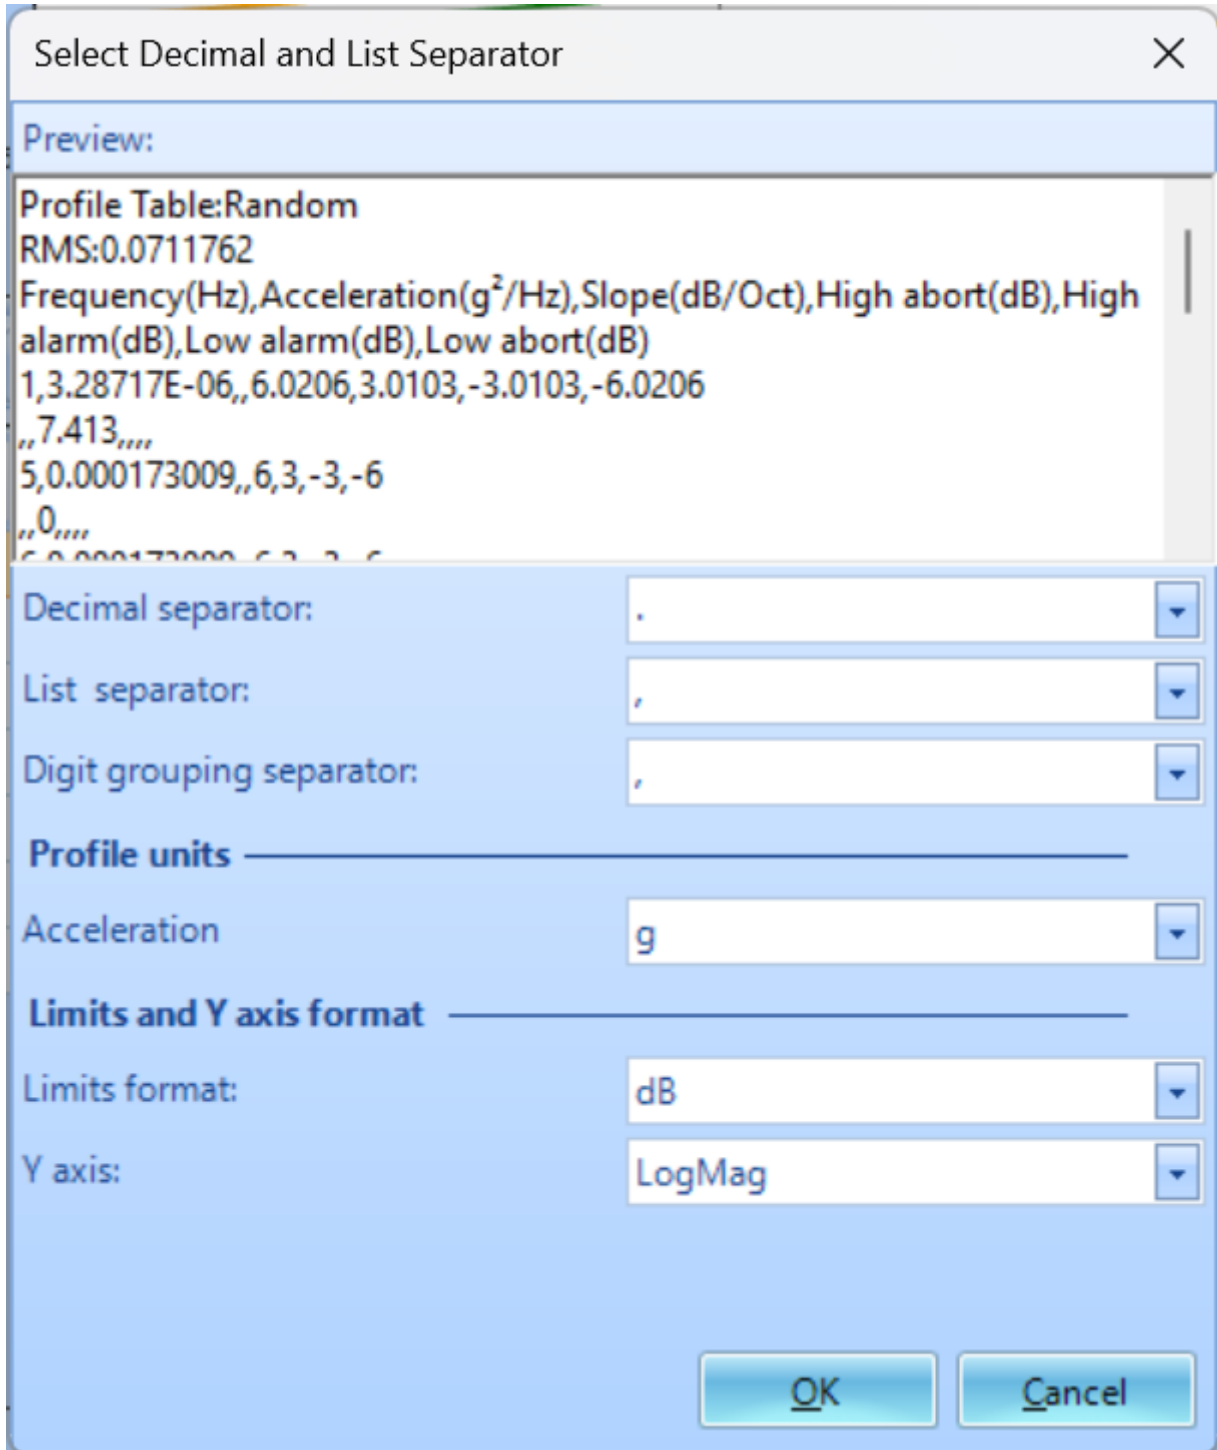 Select Decimal and List Separator
Preview:
Profile Table:Random
RMS:0.0711762
Frequency(Hz),Acceleration(g²/Hz),Slope(dB/Oct),High abort(dB),High
alarm(dB),Low alarm(dB),Low abort(dB)
1,3.28717E-06,,6.0206,3.0103,-3.0103,-6.0206
,,7.413,,,,
5,0.000173009,,6,3,-3,-6
,,0,,,,
Decimal separator: .
List separator: ,
Digit grouping separator: ,
Profile units
Acceleration g
Limits and Y axis format
Limits format: dB
Y axis: LogMag
OK Cancel